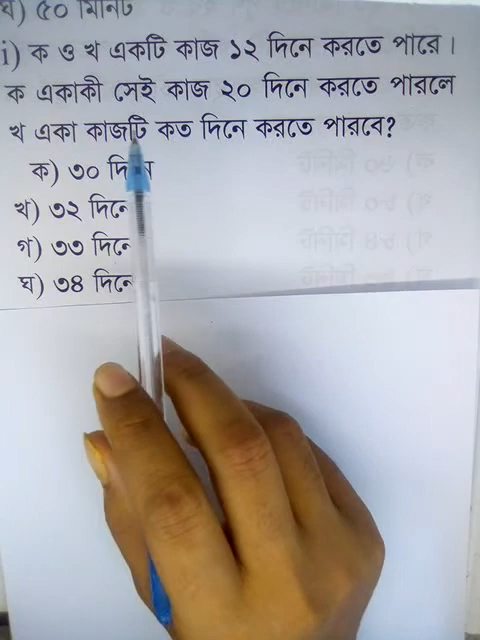 ঘ) ৫০ মিনিট
i) ক ও খ একটি কাজ ১২ দিনে করতে পারে।
ক একাকী সেই কাজ ২০ দিনে করতে পারলে
খ একা কাজটি কত দিনে করতে পারবে?
ক) ৩০ দিনে
খ) ৩২ দিনে
গ) ৩৩ দিনে
ঘ) ৩৪ দিনে